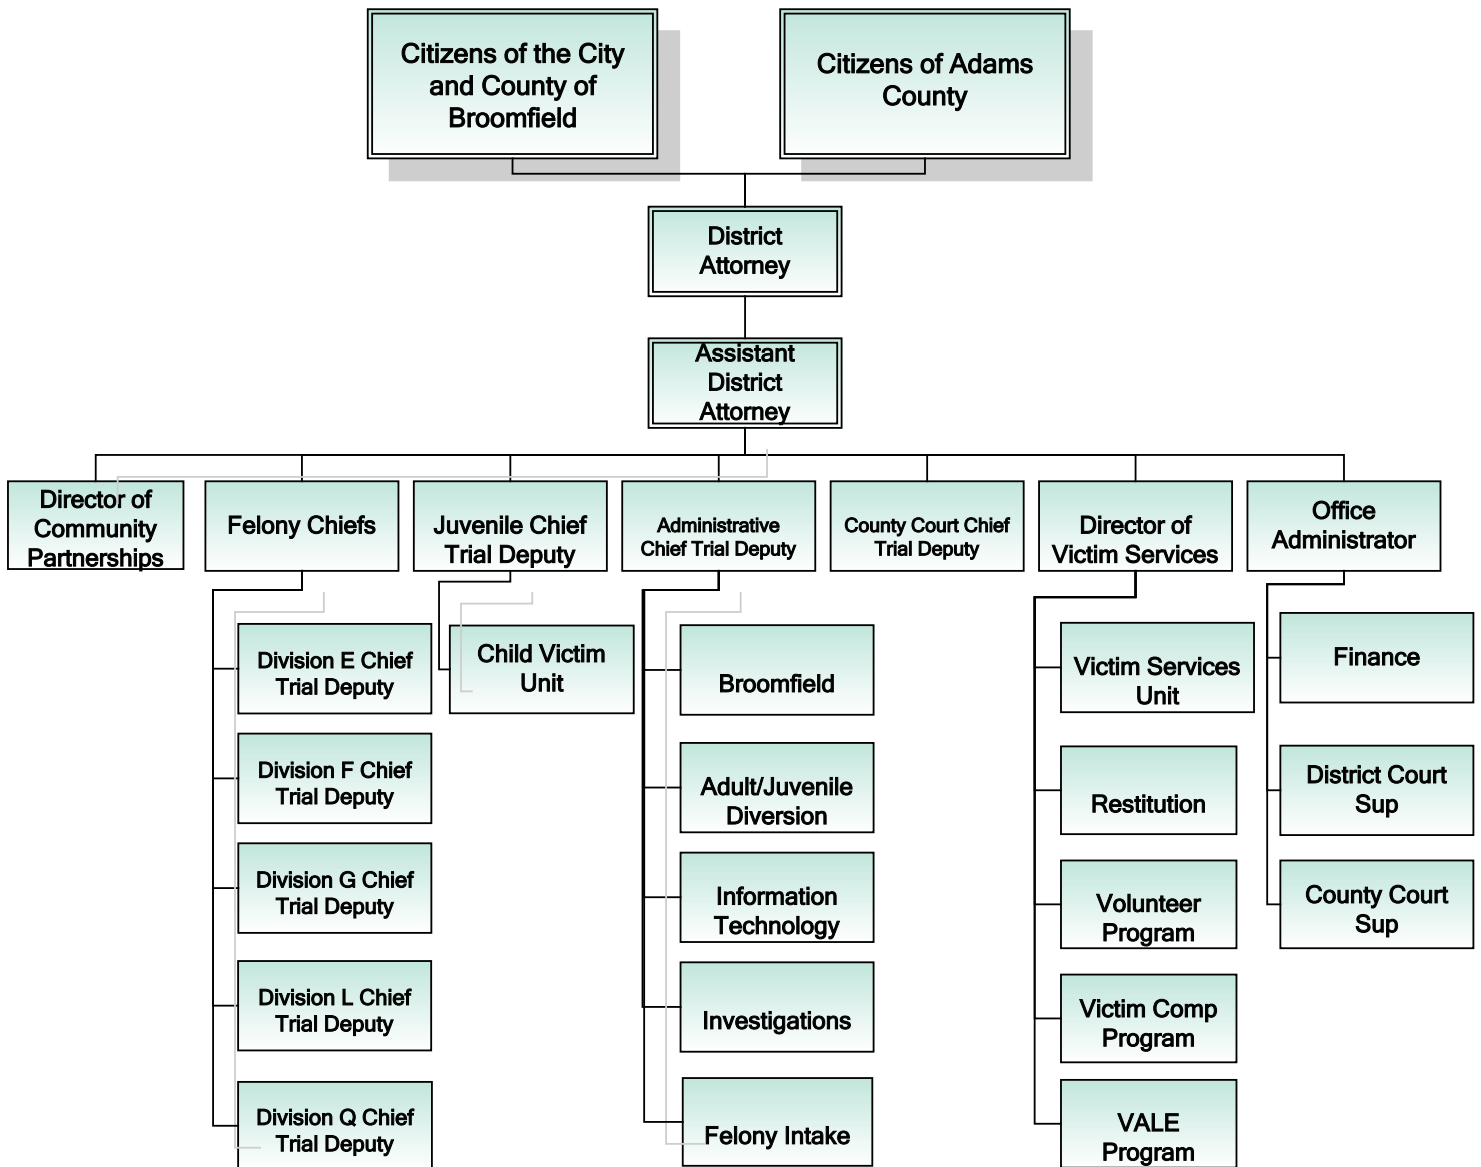 Citizens of the City
and County of
Broomfield
Citizens of Adams
County
District
Attorney
Assistant
District
Attorney
Director of
Community
Partnerships
Felony Chiefs
Juvenile Chief
Trial Deputy
Administrative
Chief Trial Deputy
County Court Chief
Trial Deputy
Director of
Victim Services
Office
Administrator
Division E Chief
Trial Deputy
Division F Chief
Trial Deputy
Division G Chief
Trial Deputy
Division L Chief
Trial Deputy
Division Q Chief
Trial Deputy
Child Victim
Unit
Broomfield
Adult/Juvenile
Diversion
Information
Technology
Investigations
Felony Intake
Victim Services
Unit
Restitution
Volunteer
Program
Victim Comp
Program
VALE
Program
Finance
District Court
Sup
County Court
Sup